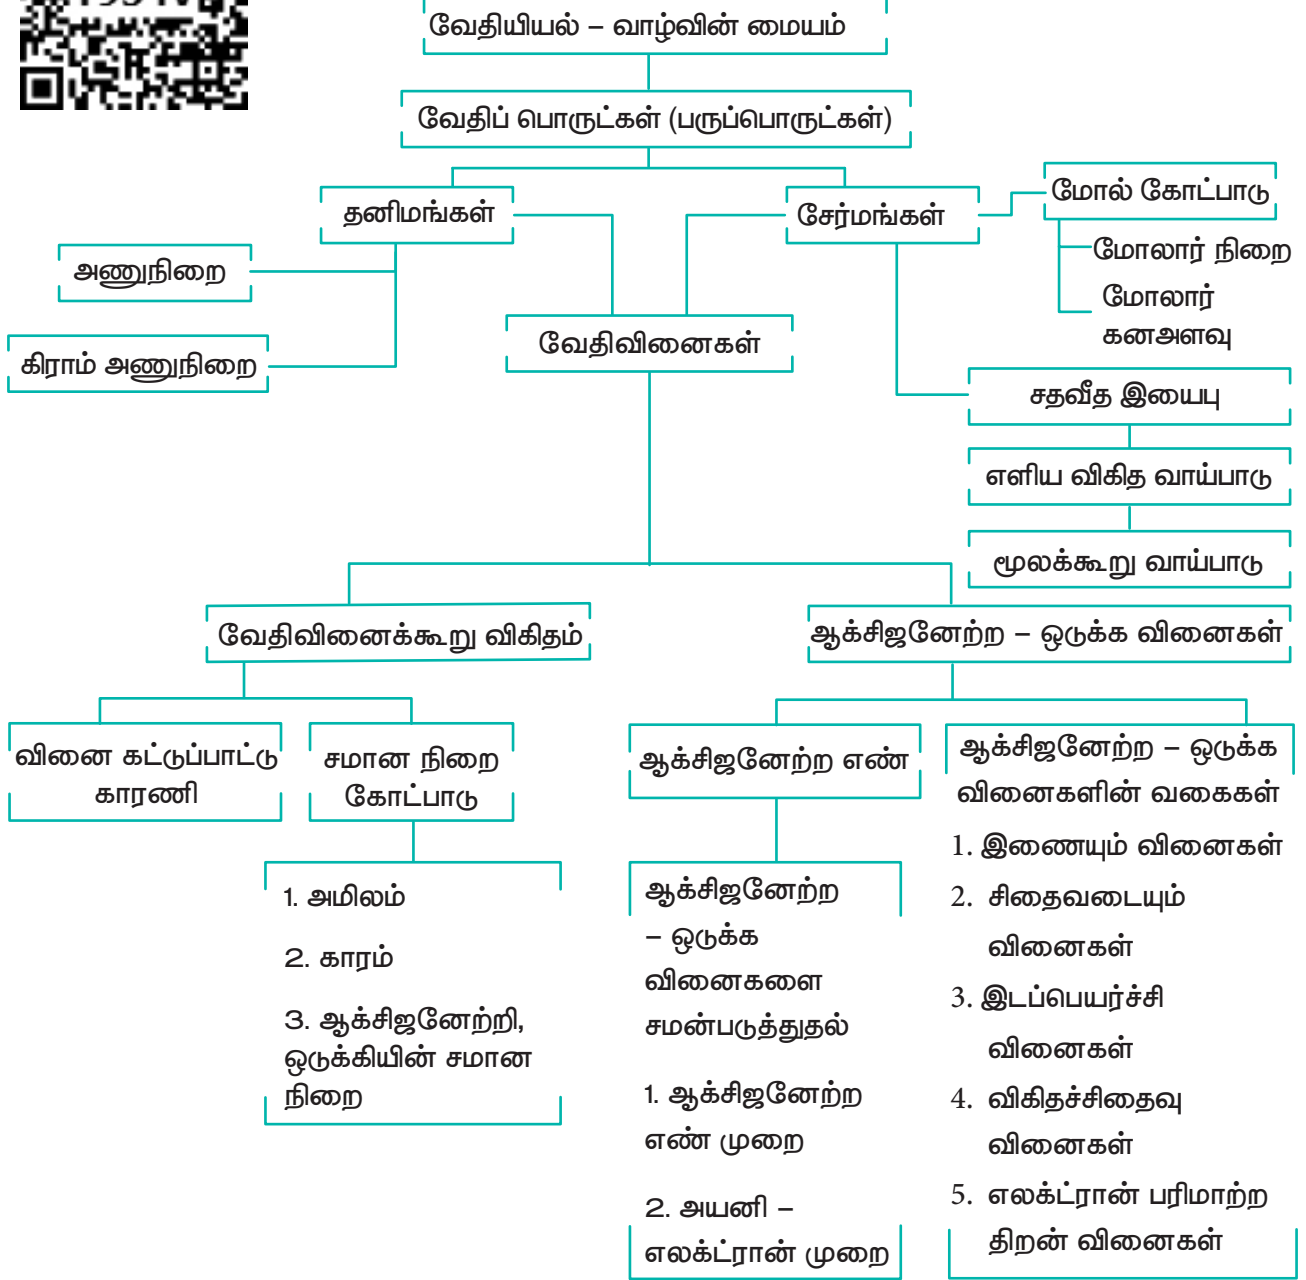 வேதியியல் – வாழ்வின் மையம்
வேதிப் பொருட்கள் (பருப்பொருட்கள்)
தனிமங்கள்
சேர்மங்கள்
மோல் கோட்பாடு
மோலார் நிறை
மோலார்
கனஅளவு
அணுநிறை
கிராம் அணுநிறை
வேதிவினைகள்
சதவீத இயைபு
எளிய விகித வாய்பாடு
மூலக்கூறு வாய்பாடு
வேதிவினைக்கூறு விகிதம்
ஆக்சிஜனேற்ற – ஒடுக்க வினைகள்
வினை கட்டுப்பாட்டு
காரணி
சமான நிறை
கோட்பாடு
1. அமிலம்
2. காரம்
3. ஆக்சிஜனேற்றி,
ஒடுக்கியின் சமான
நிறை
ஆக்சிஜனேற்ற எண்
ஆக்சிஜனேற்ற
– ஒடுக்க
வினைகளை
சமன்படுத்துதல்
1. ஆக்சிஜனேற்ற
எண் முறை
2. அயனி –
எலக்ட்ரான் முறை
ஆக்சிஜனேற்ற – ஒடுக்க
வினைகளின் வகைகள்
1. இணையும் வினைகள்
2. சிதைவடையும்
வினைகள்
3. இடப்பெயர்ச்சி
வினைகள்
4. விகிதச்சிதைவு
வினைகள்
5. எலக்ட்ரான் பரிமாற்ற
திறன் வினைகள்